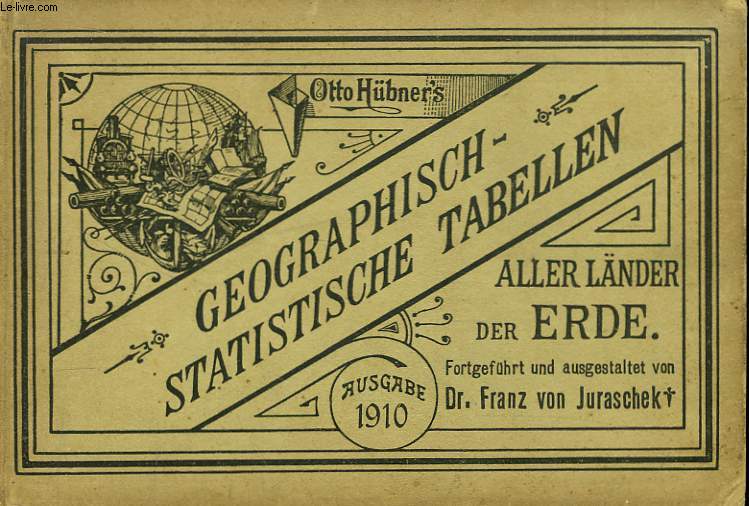 Le-livre.com
Otto Hübner's
GEOGRAPHISCH-
STATISTISCHE TABELLEN
ALLER LÄNDER
DER ERDE.
Fortgeführt und ausgestaltet von
Dr. Franz von Juraschek†
AUSGABE
1910